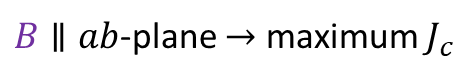 B ∥ ab-plane → maximum J_c